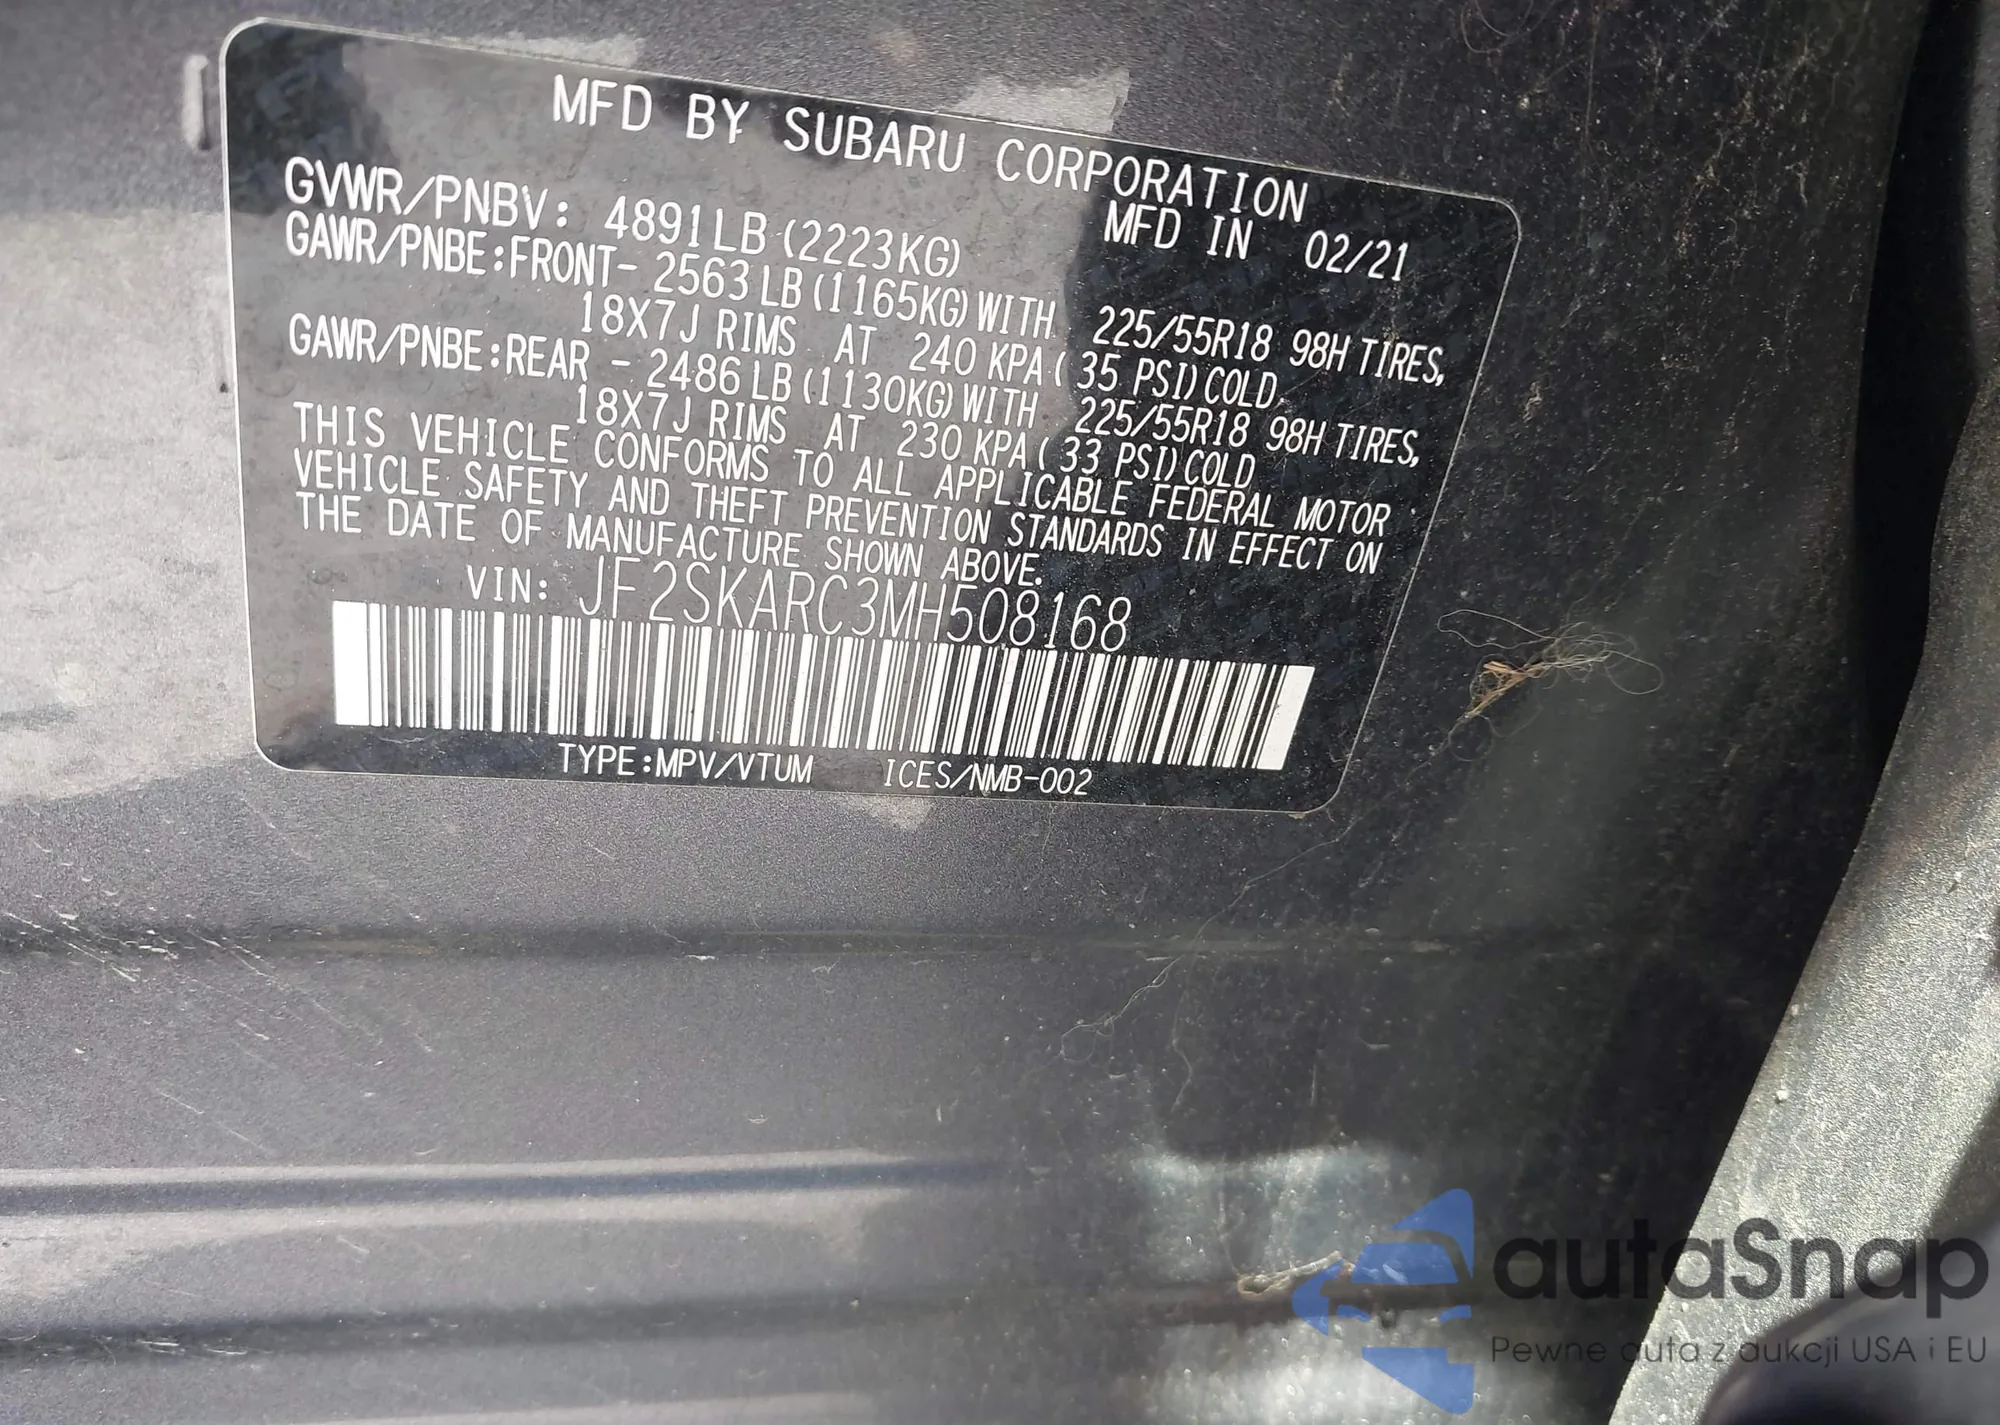 MFD BY SUBARU CORPORATION
GVWR/PNBV: 4891LB (2223KG) MFD IN 02/21
GAWR/PNBE:FRONT- 2563 LB (1165KG) WITH 225/55R18 98H TIRES,
18X7J RIMS AT 240 KPA ( 35 PSI) COLD
GAWR/PNBE:REAR - 2486 LB (1130KG) WITH 225/55R18 98H TIRES,
18X7J RIMS AT 230 KPA ( 33 PSI) COLD
THIS VEHICLE CONFORMS TO ALL APPLICABLE FEDERAL MOTOR
VEHICLE SAFETY AND THEFT PREVENTION STANDARDS IN EFFECT ON
THE DATE OF MANUFACTURE SHOWN ABOVE.
VIN: JF2SKARC3MH508168
TYPE:MPV/VTUM ICES/NMB-002
autaSnap
Pewne auta z aukcji USA i EU